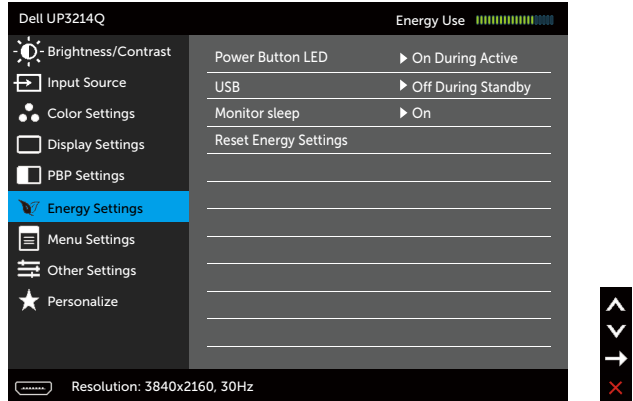 Dell UP3214Q
Energy Use
Brightness/Contrast
Input Source
Color Settings
Display Settings
PBP Settings
Energy Settings
Menu Settings
Other Settings
Personalize
Power Button LED On During Active
USB Off During Standby
Monitor sleep On
Reset Energy Settings
Resolution: 3840x2160, 30Hz